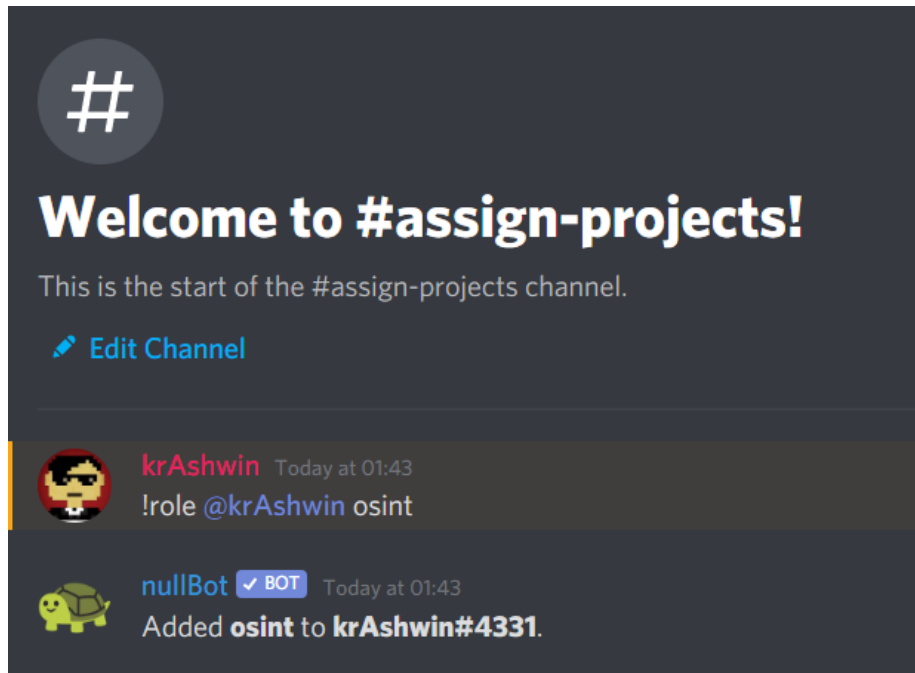 #
Welcome to #assign-projects!
This is the start of the #assign-projects channel.
Edit Channel
krAshwin Today at 01:43
!role @krAshwin osint
nullBot ✓ BOT Today at 01:43
Added osint to krAshwin#4331.